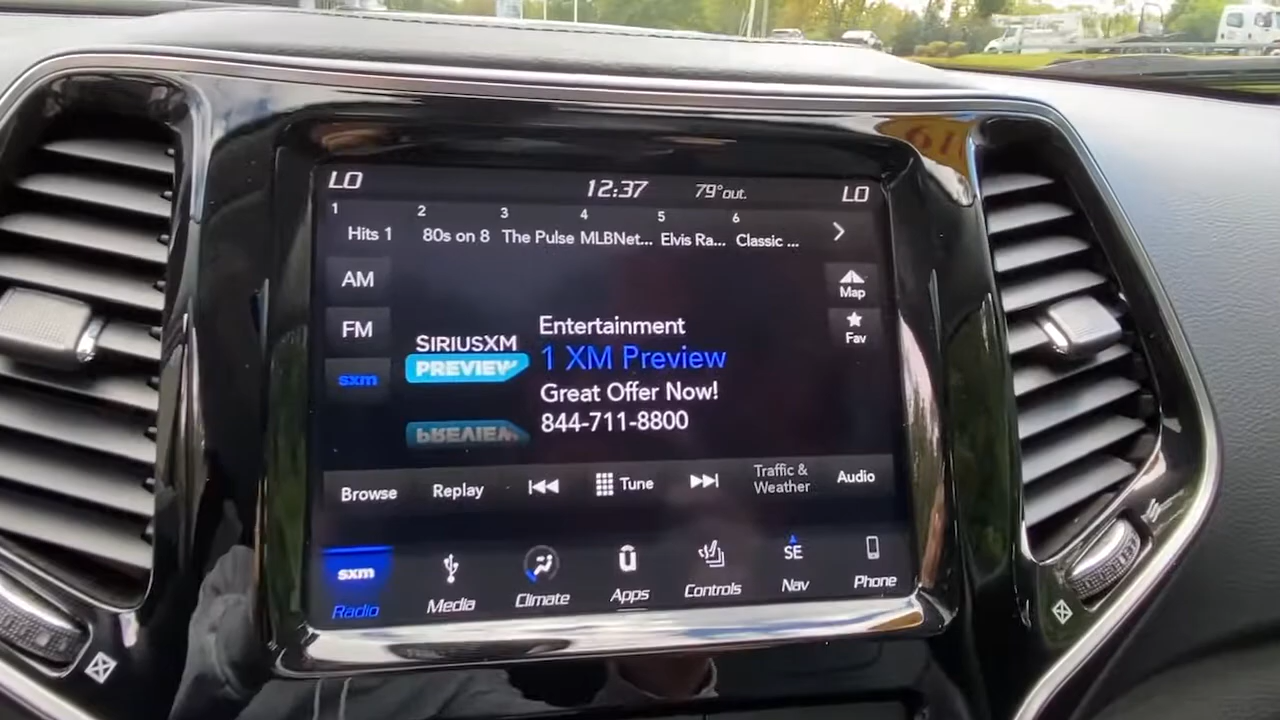 LO 12:37 79°out. LO
1 2 3 4 5 6
Hits 1 80s on 8 The Pulse MLBNet... Elvis Ra... Classic ...
AM
Map
FM
Fav
sxm
SIRIUSXM
PREVIEW
Entertainment
1 XM Preview
Great Offer Now!
844-711-8800
Browse Replay Tune Traffic & Weather Audio
sxm SE
Radio Media Climate Apps Controls Nav Phone